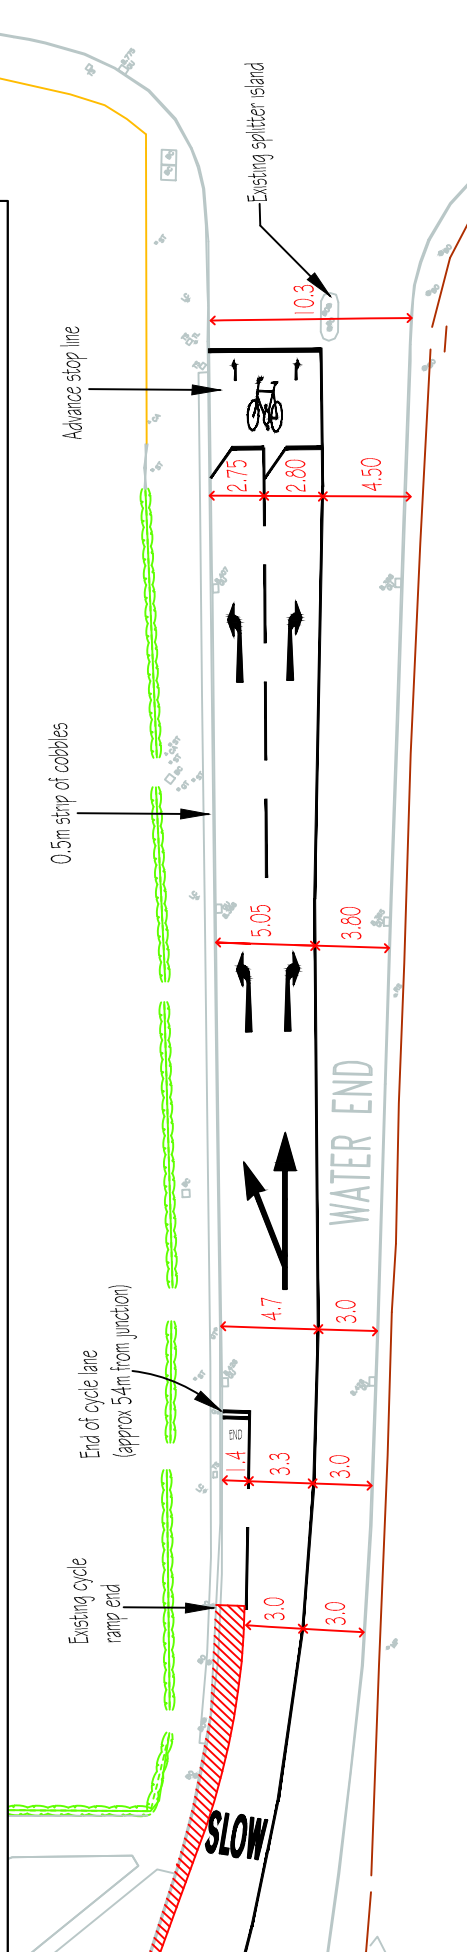 Existing splitter island
10.3
Advance stop line
2.75
2.80
4.50
0.5m strip of cobbles
5.05
3.80
WATER END
4.7
3.0
End of cycle lane
(approx 54m from junction)
END
1.4
3.3
3.0
Existing cycle
ramp end
3.0
3.0
SLOW